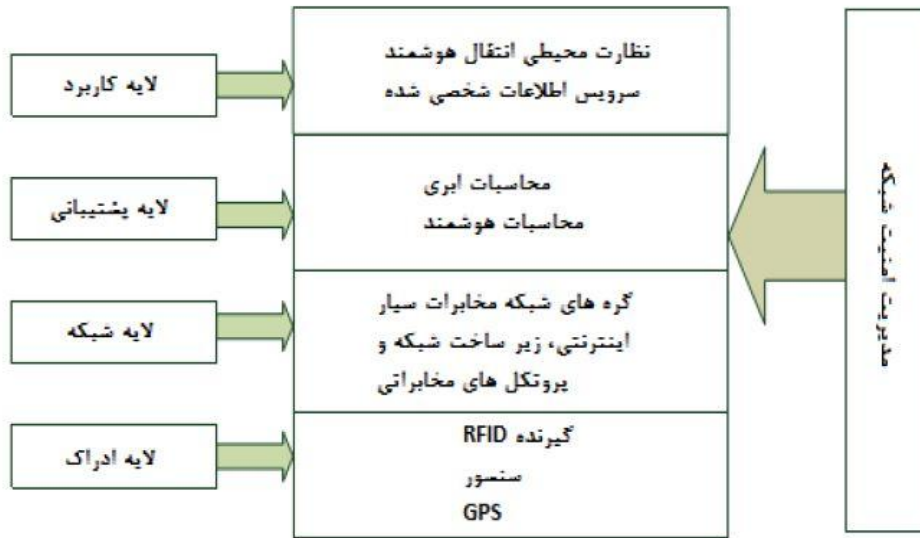 نظارت محیطی انتقال هوشمند
سرویس اطلاعات شخصی شده
لایه کاربرد
محاسبات ابری
محاسبات هوشمند
لایه پشتیبانی
گره های شبکه مخابرات سیار
اینترنتی، زیر ساخت شبکه و
پروتکل های مخابراتی
لایه شبکه
گیرنده RFID
سنسور
GPS
لایه ادراک
مدیریت امنیت شبکه